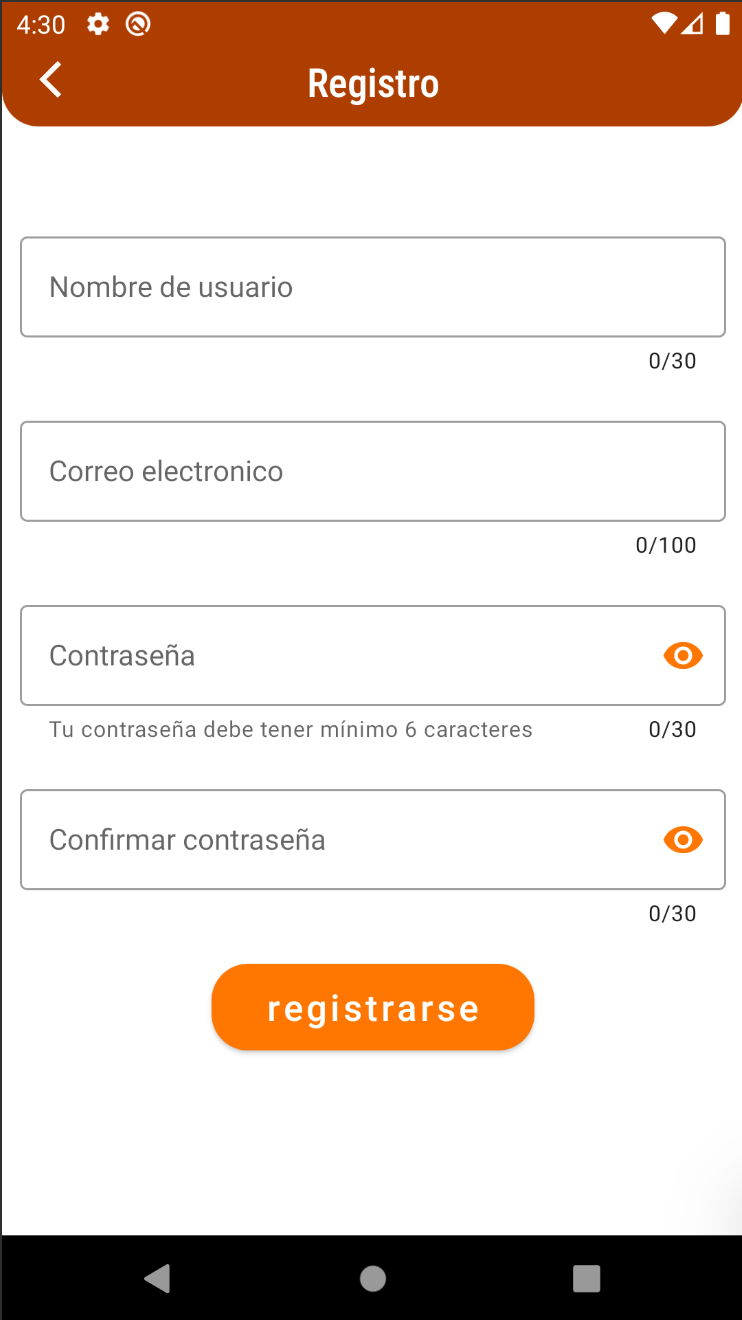 4:30
Registro
Nombre de usuario
0/30
Correo electronico
0/100
Contraseña
Tu contraseña debe tener mínimo 6 caracteres 0/30
Confirmar contraseña
0/30
registrarse